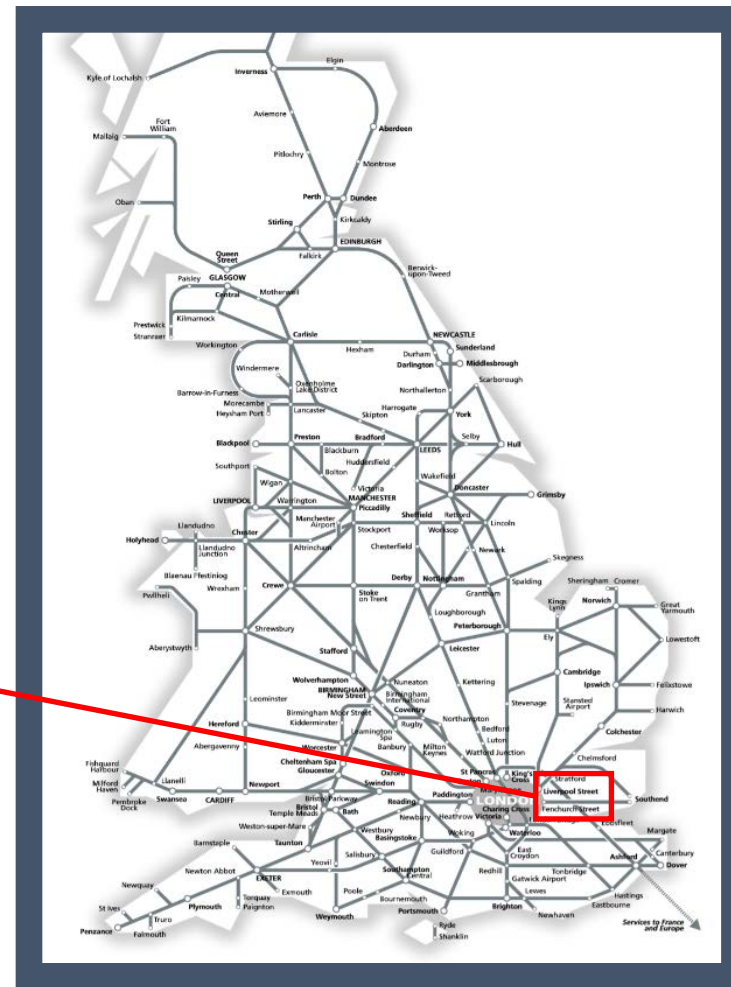 Elgin
Inverness
Kyle of Lochalsh
Aviemore
Fort
William
Aberdeen
Mallaig
Pitlochry
Montrose
Perth
Dundee
Oban
Stirling
Kirkcaldy
EDINBURGH
Queen
Street
Falkirk
Berwick-
upon-Tweed
Paisley
GLASGOW
Central
Motherwell
Prestwick
Kilmarnock
Stranraer
Carlisle
NEWCASTLE
Workington
Hexham
Sunderland
Durham
Darlington
Middlesbrough
Windermere
Scarborough
Oxenholme
Lake District
Barrow-in-Furness
Northallerton
Morecambe
Heysham Port
Lancaster
Harrogate
Skipton
York
Blackpool
Preston
Bradford
Selby
Hull
Blackburn
LEEDS
Southport
Huddersfield
Bolton
Wigan
Wakefield
Victoria
Doncaster
LIVERPOOL
Warrington
MANCHESTER
Piccadilly
Grimsby
Llandudno
Manchester
Airport
Sheffield
Retford
Lincoln
Stockport
Worksop
Holyhead
Chester
Llandudno
Junction
Altrincham
Chesterfield
Newark
Skegness
Blaenau Ffestiniog
Wrexham
Crewe
Derby
Nottingham
Spalding
Sheringham
Cromer
Pwllheli
Stoke
on Trent
Grantham
Kings
Lynn
Norwich
Great
Yarmouth
Loughborough
Shrewsbury
Peterborough
Ely
Lowestoft
Aberystwyth
Stafford
Leicester
Wolverhampton
Cambridge
BIRMINGHAM
New Street
Nuneaton
Kettering
Ipswich
Felixstowe
Birmingham
International
Leominster
Stansted
Airport
Stevenage
Birmingham Moor Street
Coventry
Harwich
Hereford
Kidderminster
Rugby
Northampton
Leamington
Spa
Bedford
Colchester
Abergavenny
Worcester
Banbury
Milton
Keynes
Luton
Watford Junction
Chelmsford
Cheltenham Spa
Gloucester
Fishguard
Harbour
Oxford
St Pancras
King's
Cross
Stratford
Milford
Haven
Llanelli
Newport
Swindon
Liverpool Street
Pembroke
Dock
Swansea
CARDIFF
Bristol Parkway
Reading
Paddington
LONDON
Southend
Bristol
Temple Meads
Bath
Newbury
Heathrow
Charing Cross
Victoria
Fenchurch Street
Weston-super-Mare
Westbury
Basingstoke
Woking
Waterloo
Margate
Barnstaple
Taunton
Salisbury
Guildford
East
Croydon
Canterbury
Yeovil
Ashford
Dover
Newton Abbot
EXETER
Southampton
Central
Redhill
Tonbridge
Gatwick Airport
Newquay
Exmouth
Poole
Lewes
Hastings
Torquay
Paignton
Bournemouth
Eastbourne
St Ives
Plymouth
Weymouth
Portsmouth
Brighton
Newhaven
Truro
Penzance
Falmouth
Ryde
Shanklin
Services to France
and Europe